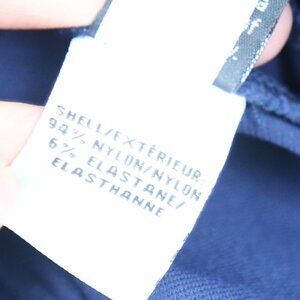 SHELL/EXTÉRIEUR:
94% NYLON/NYLON
6% ELASTANE/
ELASTHANNE